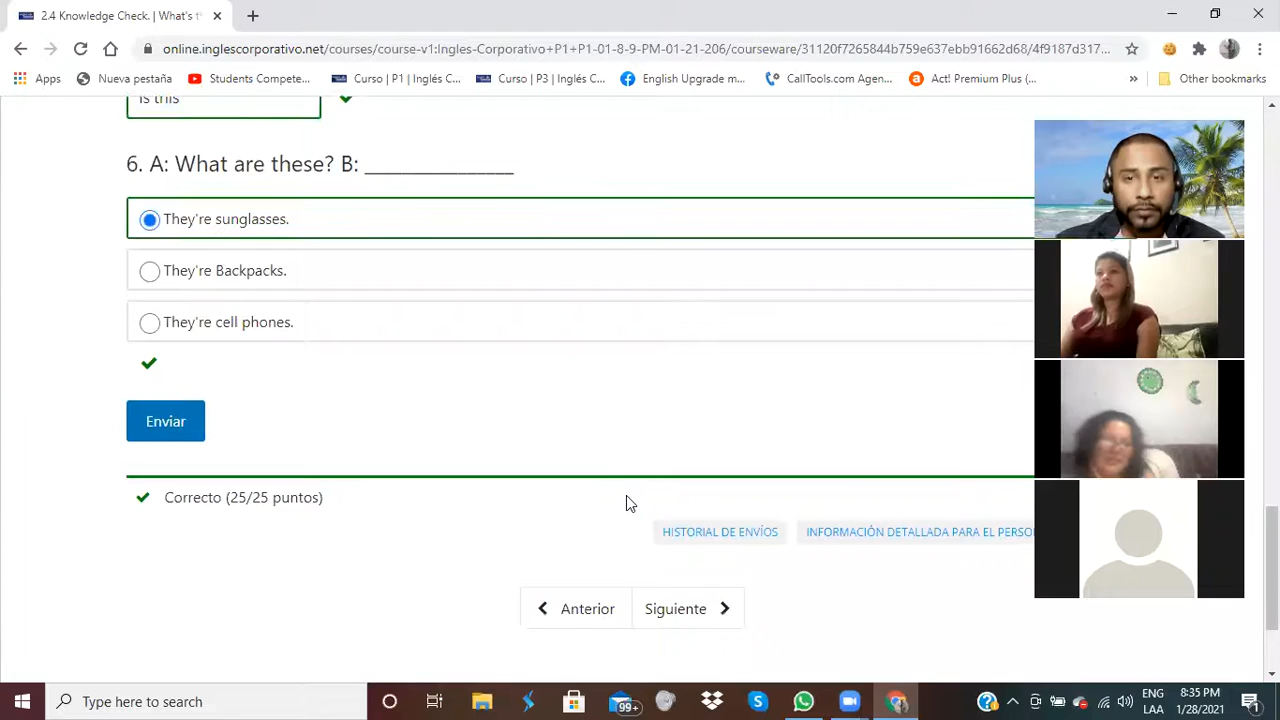 2.4 Knowledge Check. | What's t
online.inglescorporativo.net/courses/course-v1:Ingles-Corporativo+P1+P1-01-8-9-PM-01-21-206/courseware/31120f7265844b759e637ebb91662d68/4f9187d317...
Apps Nueva pestaña Students Compete... Curso | P1 | Inglés C... Curso | P3 | Inglés C... English Upgrade m... CallTools.com Agen... Act! Premium Plus (... » Other bookmarks
Is this
6. A: What are these? B: _______________
They're sunglasses.
They're Backpacks.
They're cell phones.
Enviar
Correcto (25/25 puntos)
HISTORIAL DE ENVÍOS INFORMACIÓN DETALLADA PARA EL PERSO
Anterior Siguiente
Type here to search 99+ ENG 8:35 PM
LAA 1/28/2021 1